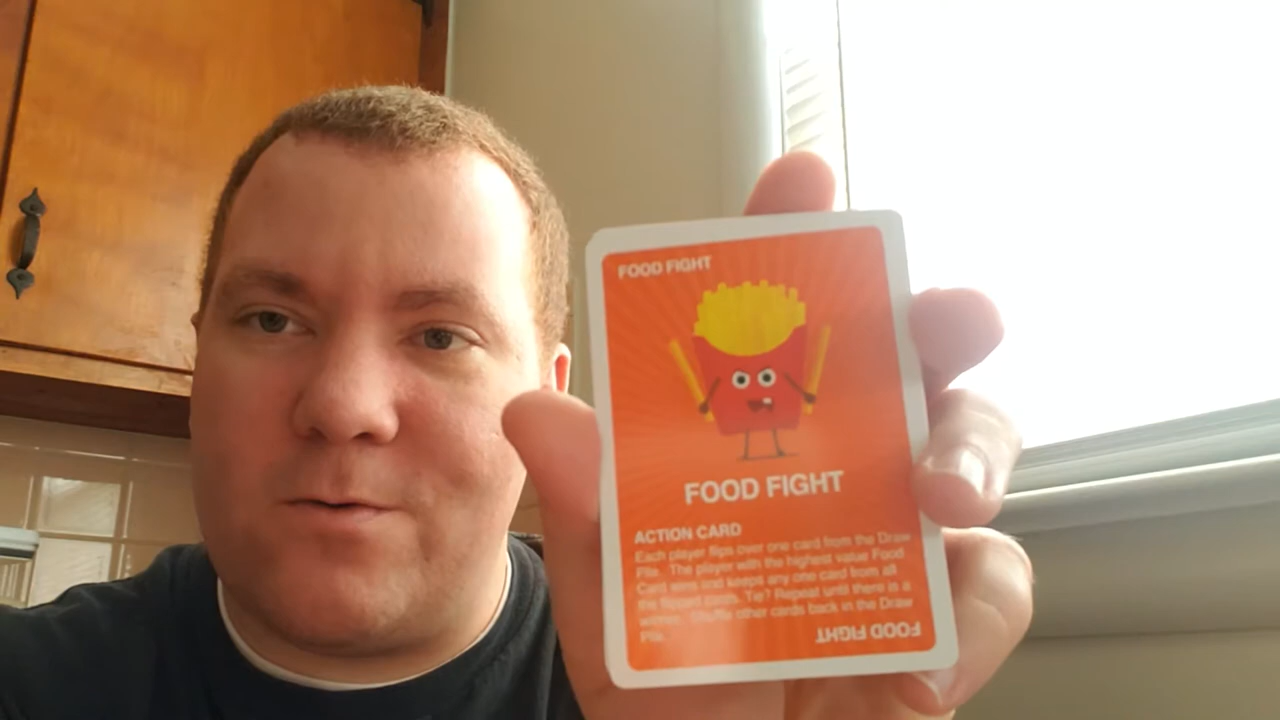 FOOD FIGHT
FOOD FIGHT
ACTION CARD
Each player flips over one card from the Draw
Pile. The player with the highest value Food
Card wins and keeps any one card from all
the flipped cards. Tie? Repeat until there is a
winner. Shuffle other cards back in the Draw
Pile.
FOOD FIGHT